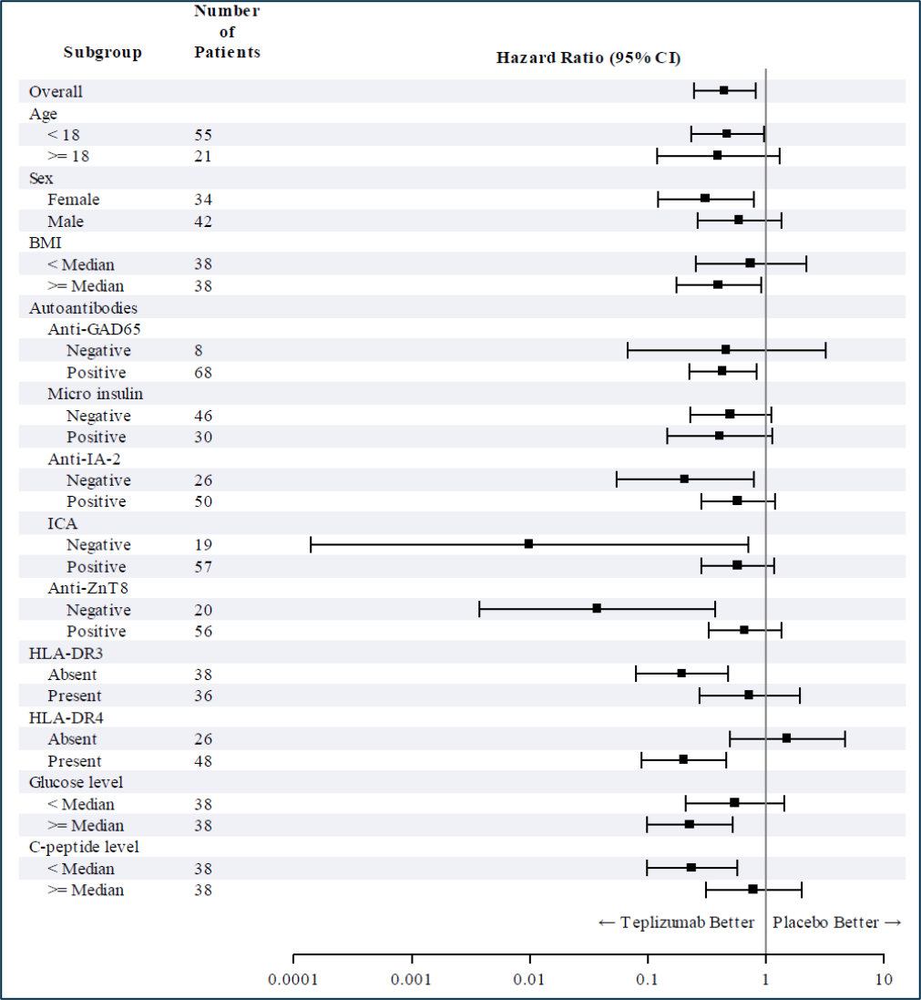 Number
of
Subgroup Patients
Hazard Ratio (95% CI)
Overall
Age
< 18 55
>= 18 21
Sex
Female 34
Male 42
BMI
< Median 38
>= Median 38
Autoantibodies
Anti-GAD65
Negative 8
Positive 68
Micro insulin
Negative 46
Positive 30
Anti-IA-2
Negative 26
Positive 50
ICA
Negative 19
Positive 57
Anti-ZnT8
Negative 20
Positive 56
HLA-DR3
Absent 38
Present 36
HLA-DR4
Absent 26
Present 48
Glucose level
< Median 38
>= Median 38
C-peptide level
< Median 38
>= Median 38
← Teplizumab Better Placebo Better →
0.0001 0.001 0.01 0.1 1 10